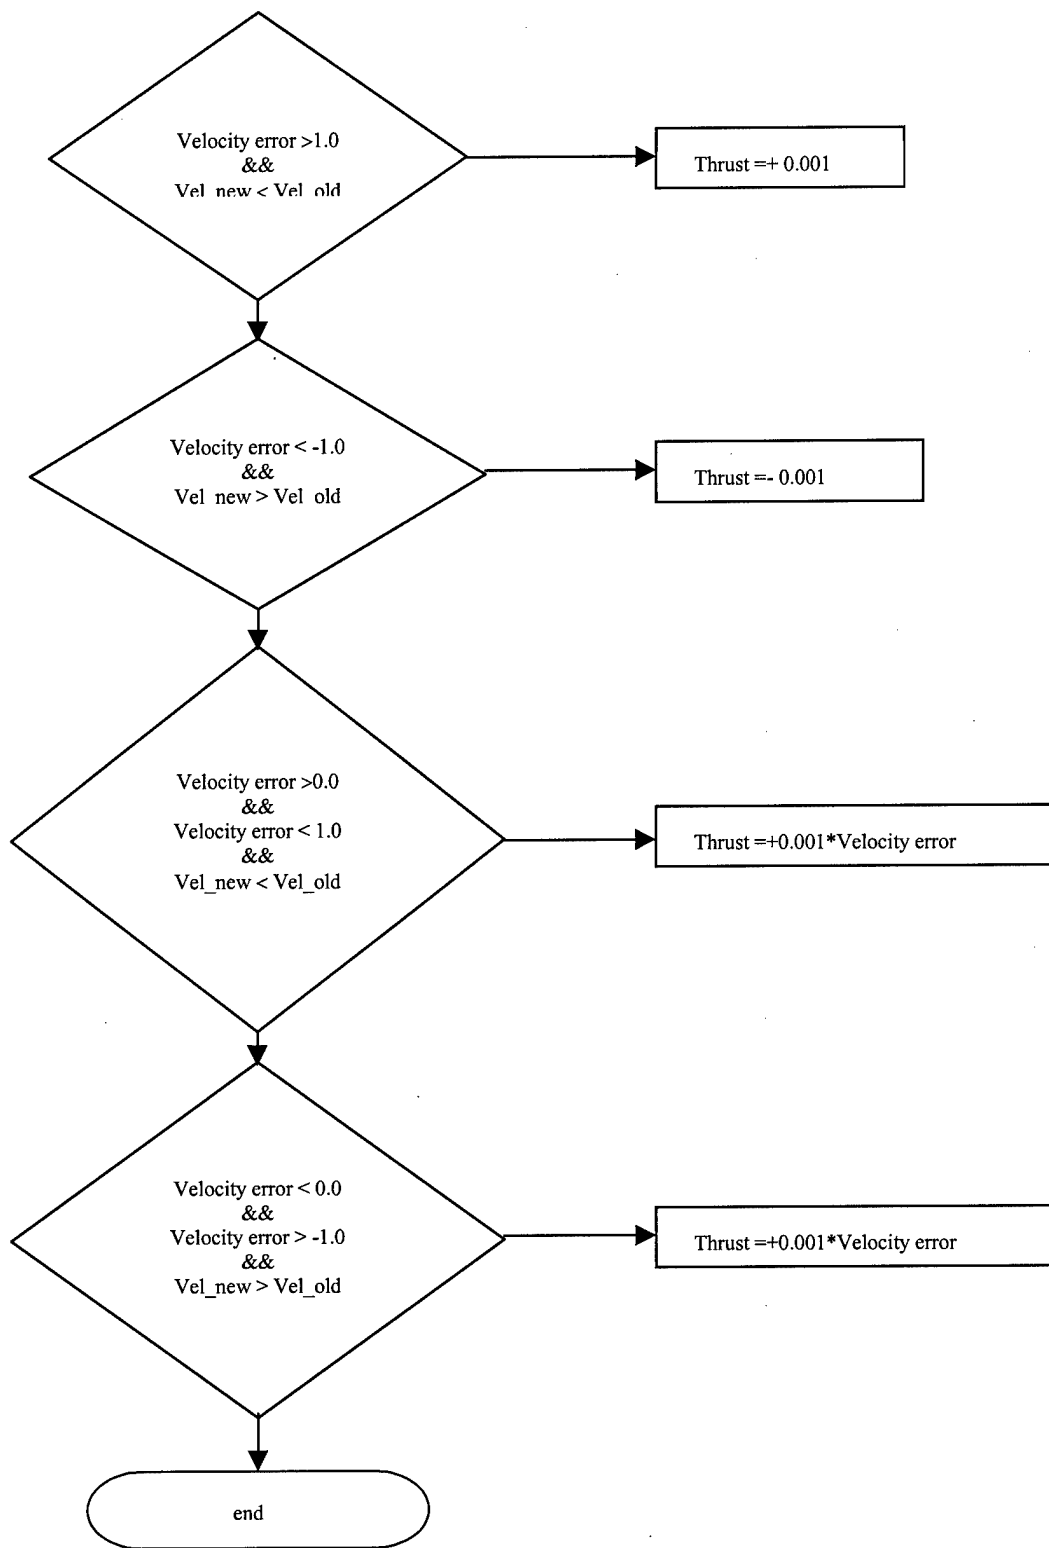 Velocity error >1.0
&&
Vel_new < Vel_old
Thrust =+ 0.001
Velocity error < -1.0
&&
Vel_new > Vel_old
Thrust =- 0.001
Velocity error >0.0
&&
Velocity error < 1.0
&&
Vel_new < Vel_old
Thrust =+0.001*Velocity error
Velocity error < 0.0
&&
Velocity error > -1.0
&&
Vel_new > Vel_old
Thrust =+0.001*Velocity error
end